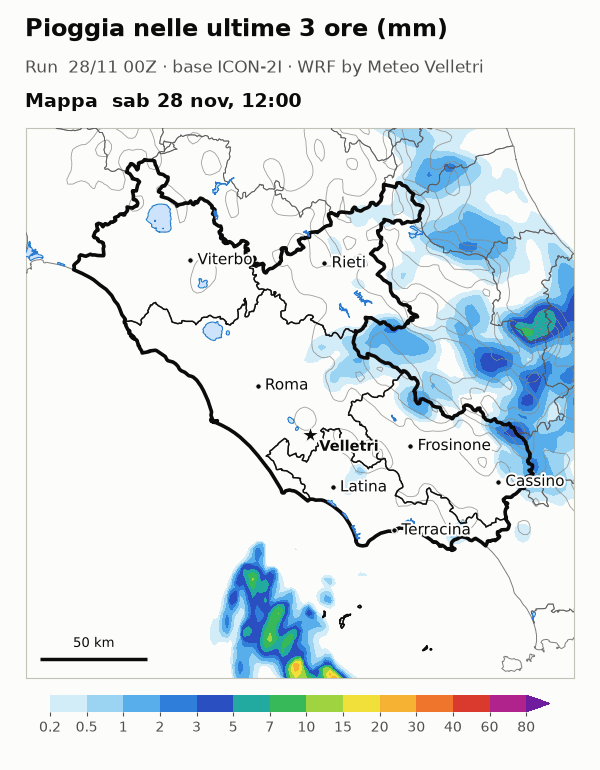 Pioggia nelle ultime 3 ore (mm)
Run 28/11 00Z · base ICON-2I · WRF by Meteo Velletri
Mappa sab 28 nov, 12:00
Viterbo
Rieti
Roma
Velletri
Frosinone
Latina
Cassino
Terracina
50 km
0.2 0.5 1 2 3 5 7 10 15 20 30 40 60 80